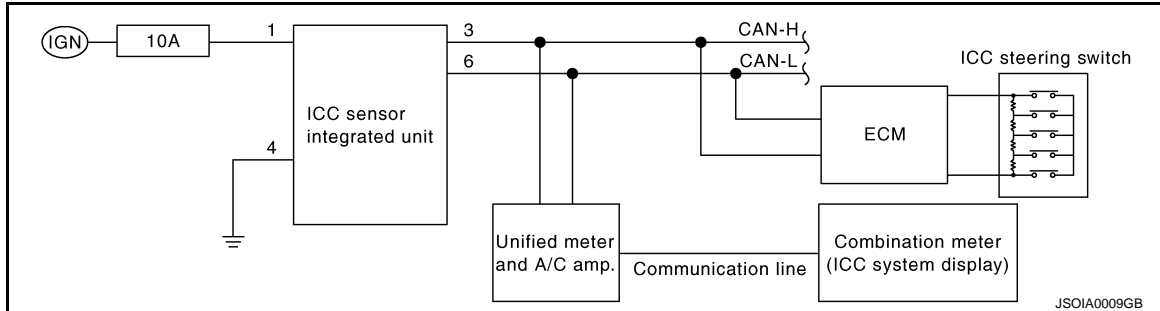 IGN
10A
1
3
6
4
ICC sensor
integrated unit
CAN-H
CAN-L
ICC steering switch
ECM
Unified meter
and A/C amp.
Communication line
Combination meter
(ICC system display)
JSOIA0009GB